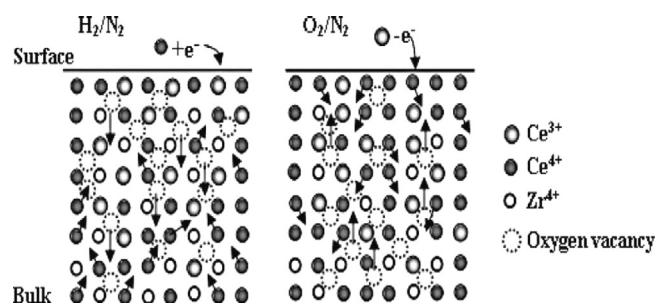 H2/N2
O2/N2
+e-
-e-
Surface
Ce3+
Ce4+
Zr4+
Oxygen vacancy
Bulk